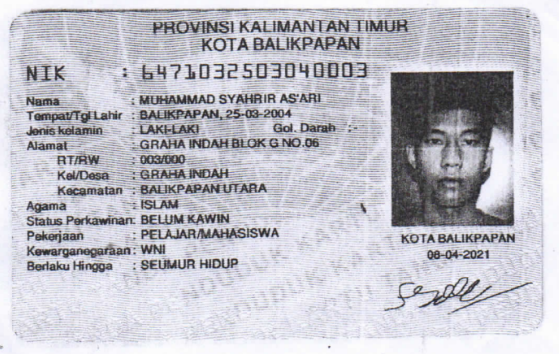 PROVINSI KALIMANTAN TIMUR
KOTA BALIKPAPAN
NIK : 6471032503040003
Nama : MUHAMMAD SYAHRIR AS'ARI
Tempat/Tgl Lahir : BALIKPAPAN, 25-03-2004
Jenis kelamin : LAKI-LAKI Gol. Darah :-
Alamat : GRAHA INDAH BLOK G NO.06
RT/RW : 003/000
Kel/Desa : GRAHA INDAH
Kecamatan : BALIKPAPAN UTARA
Agama : ISLAM
Status Perkawinan: BELUM KAWIN
Pekerjaan : PELAJAR/MAHASISWA
Kewarganegaraan: WNI
Berlaku Hingga : SEUMUR HIDUP
KOTA BALIKPAPAN
08-04-2021